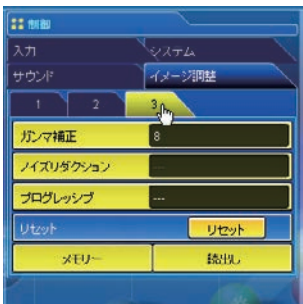 制御
入力 システム
サウンド イメージ調整
1 2 3
ガンマ補正 8
ノイズリダクション ---
プログレッシブ ---
リセット リセット
メモリー 読出し